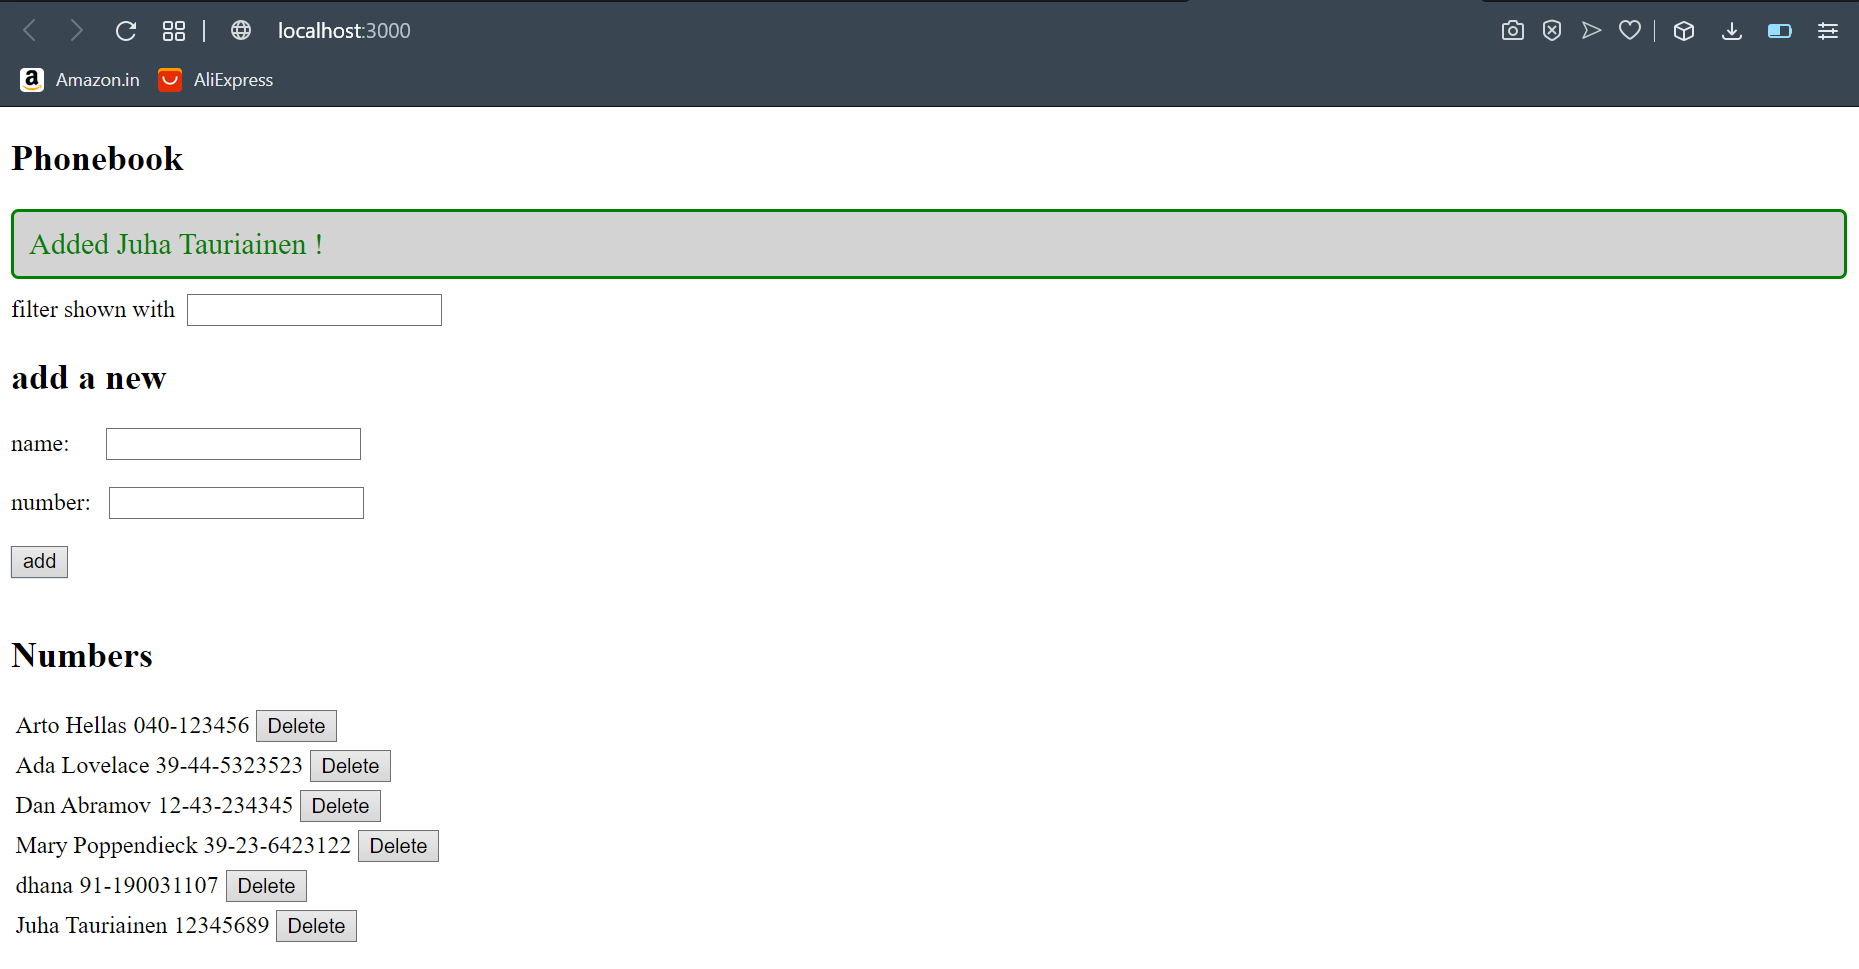 localhost:3000
Amazon.in AliExpress
Phonebook
Added Juha Tauriainen !
filter shown with
add a new
name:
number:
add
Numbers
Arto Hellas 040-123456 Delete
Ada Lovelace 39-44-5323523 Delete
Dan Abramov 12-43-234345 Delete
Mary Poppendieck 39-23-6423122 Delete
dhana 91-190031107 Delete
Juha Tauriainen 12345689 Delete